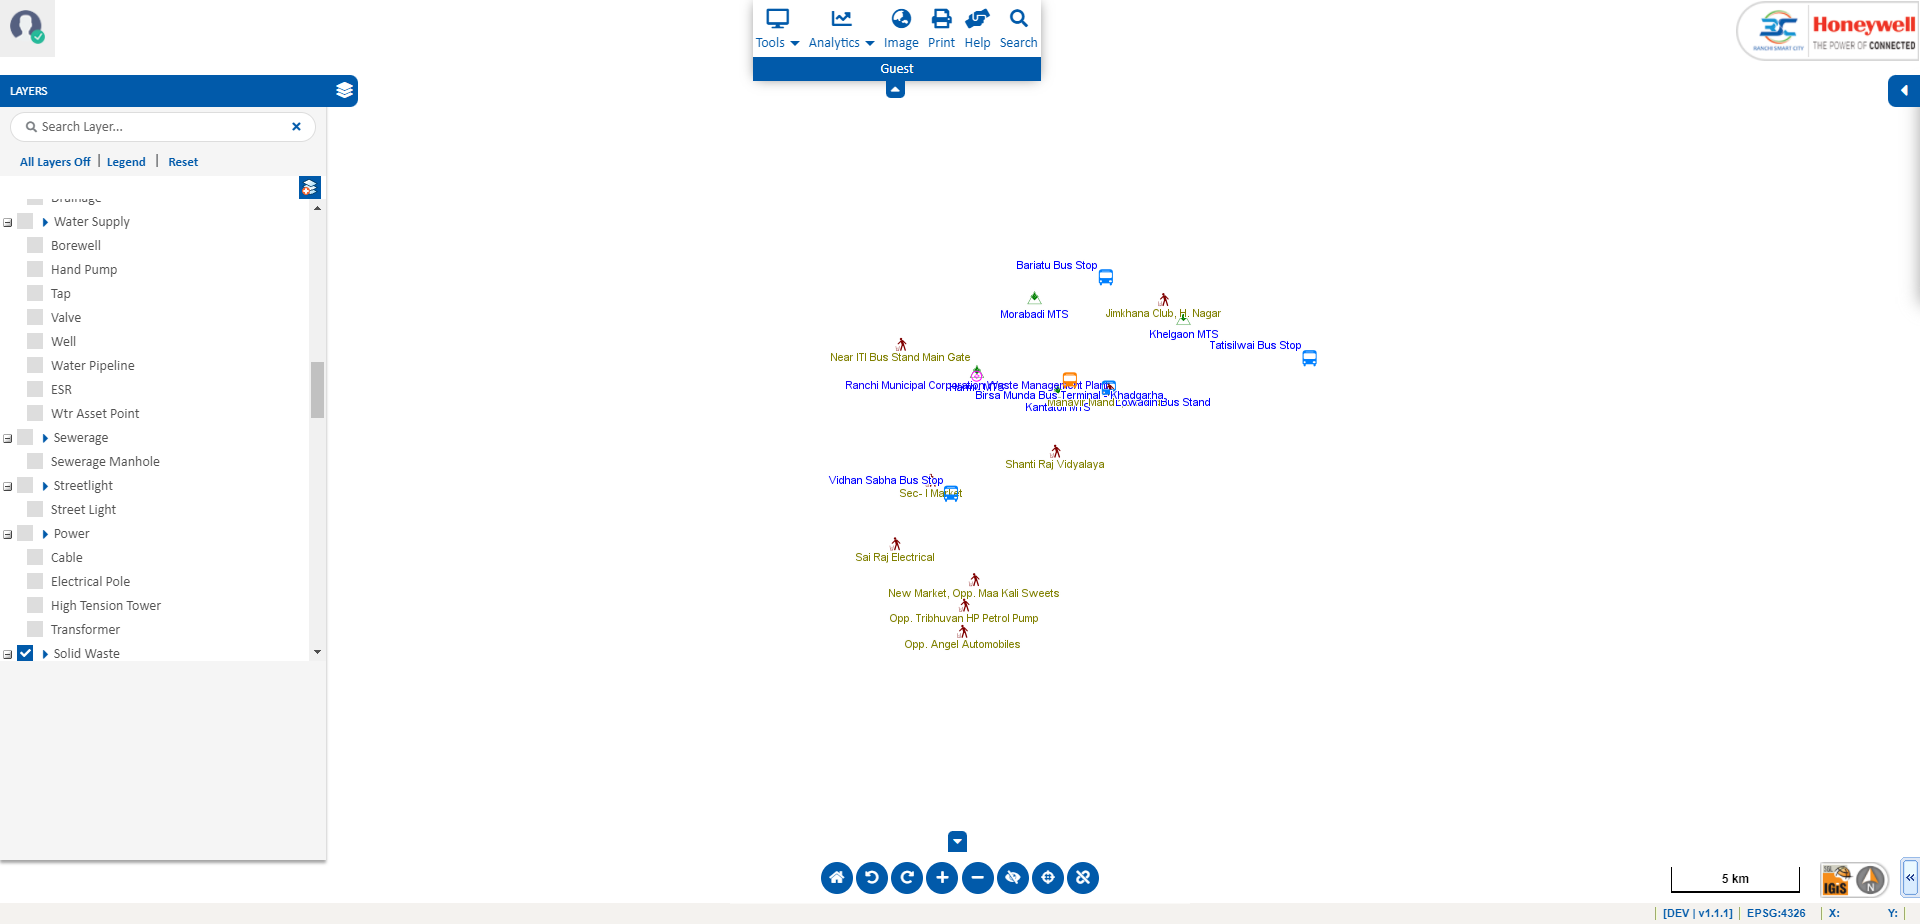 Tools Analytics Image Print Help Search
Guest
RANCHI SMART CITY
Honeywell
THE POWER OF CONNECTED
LAYERS
Search Layer...
All Layers Off | Legend | Reset
Drainage
Water Supply
Borewell
Hand Pump
Tap
Valve
Well
Water Pipeline
ESR
Wtr Asset Point
Sewerage
Sewerage Manhole
Streetlight
Street Light
Power
Cable
Electrical Pole
High Tension Tower
Transformer
Solid Waste
Bariatu Bus Stop
Morabadi MTS
Jimkhana Club, H. Nagar
Khelgaon MTS
Tatisilwai Bus Stop
Near ITI Bus Stand Main Gate
Ranchi Municipal Corporation Waste Management Plant
Birsa Munda Bus Terminal - Khadgarha
Bus Stand
Kantatoli MTS
Shanti Raj Vidyalaya
Vidhan Sabha Bus Stop
Sec- I Market
Sai Raj Electrical
New Market, Opp. Maa Kali Sweets
Opp. Tribhuvan HP Petrol Pump
Opp. Angel Automobiles
5 km
IGiS
N
[DEV | v1.1.1] EPSG:4326 X: Y: